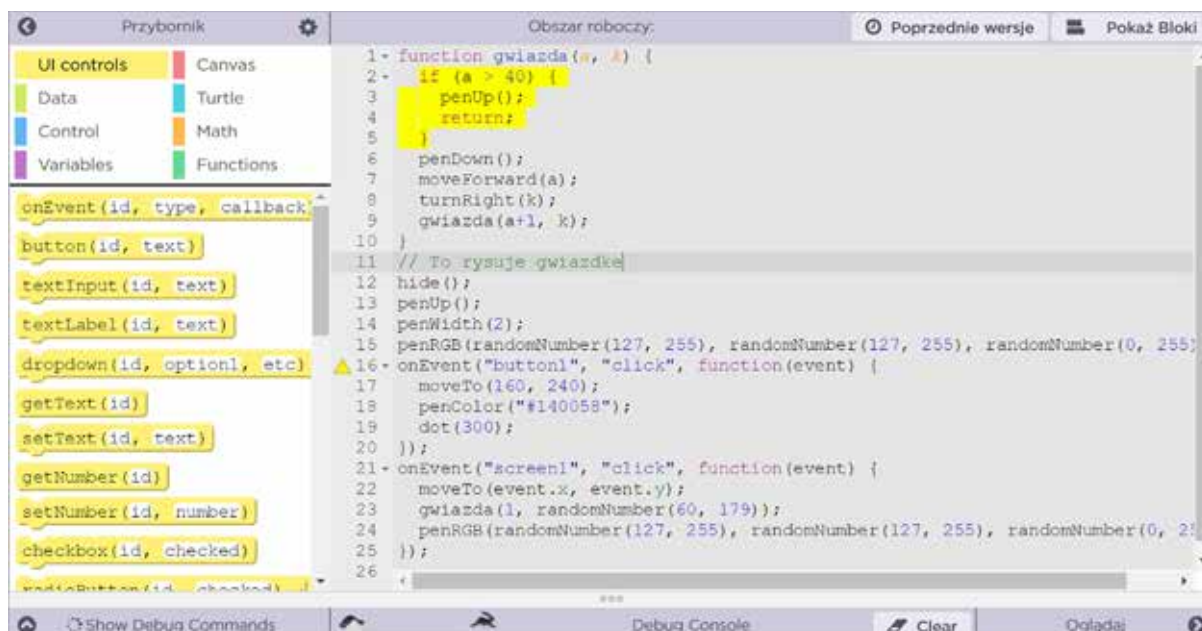 Przybornik
Obszar roboczy:
Poprzednie wersje
Pokaż Bloki
UI controls
Canvas
Data
Turtle
Control
Math
Variables
Functions
onEvent(id, type, callback)
button(id, text)
textInput(id, text)
textLabel(id, text)
dropdown(id, option1, etc)
getText(id)
setText(id, text)
getNumber(id)
setNumber(id, number)
checkbox(id, checked)
radioButton(id, checked)
1 function gwiazda(a, k) {
2 if (a > 40) {
3 penUp();
4 return;
5 }
6 penDown();
7 moveForward(a);
8 turnRight(k);
9 gwiazda(a+1, k);
10 }
11 // To rysuje gwiazdke
12 hide();
13 penUp();
14 penWidth(2);
15 penRGB(randomNumber(127, 255), randomNumber(127, 255), randomNumber(0, 255)
16 onEvent("button1", "click", function(event) {
17 moveTo(160, 240);
18 penColor("#140058");
19 dot(300);
20 });
21 onEvent("screen1", "click", function(event) {
22 moveTo(event.x, event.y);
23 gwiazda(1, randomNumber(60, 179));
24 penRGB(randomNumber(127, 255), randomNumber(127, 255), randomNumber(0, 25
25 });
26
Show Debug Commands
Debug Console
Clear
Oglądaj